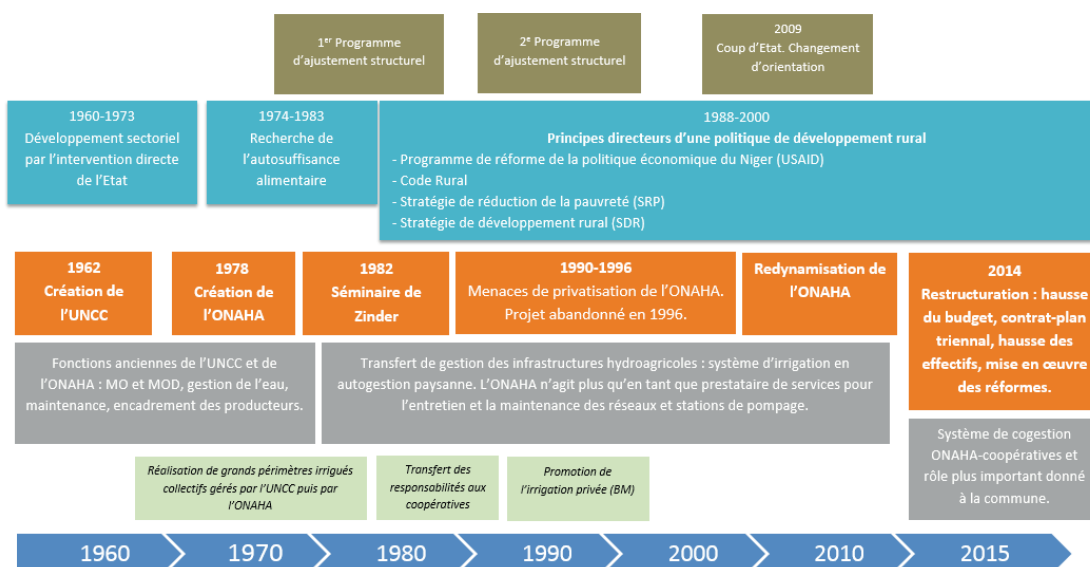 1er Programme
d'ajustement structurel
2e Programme
d'ajustement structurel
2009
Coup d'Etat. Changement
d'orientation
1960-1973
Développement sectoriel
par l'intervention directe
de l'Etat
1974-1983
Recherche de
l'autosuffisance
alimentaire
1988-2000
Principes directeurs d'une politique de développement rural
- Programme de réforme de la politique économique du Niger (USAID)
- Code Rural
- Stratégie de réduction de la pauvreté (SRP)
- Stratégie de développement rural (SDR)
1962
Création de
l'UNCC
1978
Création de
l'ONAHA
1982
Séminaire de
Zinder
1990-1996
Menaces de privatisation de l'ONAHA.
Projet abandonné en 1996.
Redynamisation de
l'ONAHA
2014
Restructuration : hausse
du budget, contrat-plan
triennal, hausse des
effectifs, mise en œuvre
des réformes.
Fonctions anciennes de l'UNCC et de
l'ONAHA : MO et MOD, gestion de l'eau,
maintenance, encadrement des producteurs.
Transfert de gestion des infrastructures hydroagricoles : système d'irrigation en
autogestion paysanne. L'ONAHA n'agit plus qu'en tant que prestataire de services pour
l'entretien et la maintenance des réseaux et stations de pompage.
Système de cogestion
ONAHA-coopératives et
rôle plus important donné
à la commune.
Réalisation de grands périmètres irrigués
collectifs gérés par l'UNCC puis par
l'ONAHA
Transfert des
responsabilités aux
coopératives
Promotion de
l'irrigation privée (BM)
1960
1970
1980
1990
2000
2010
2015